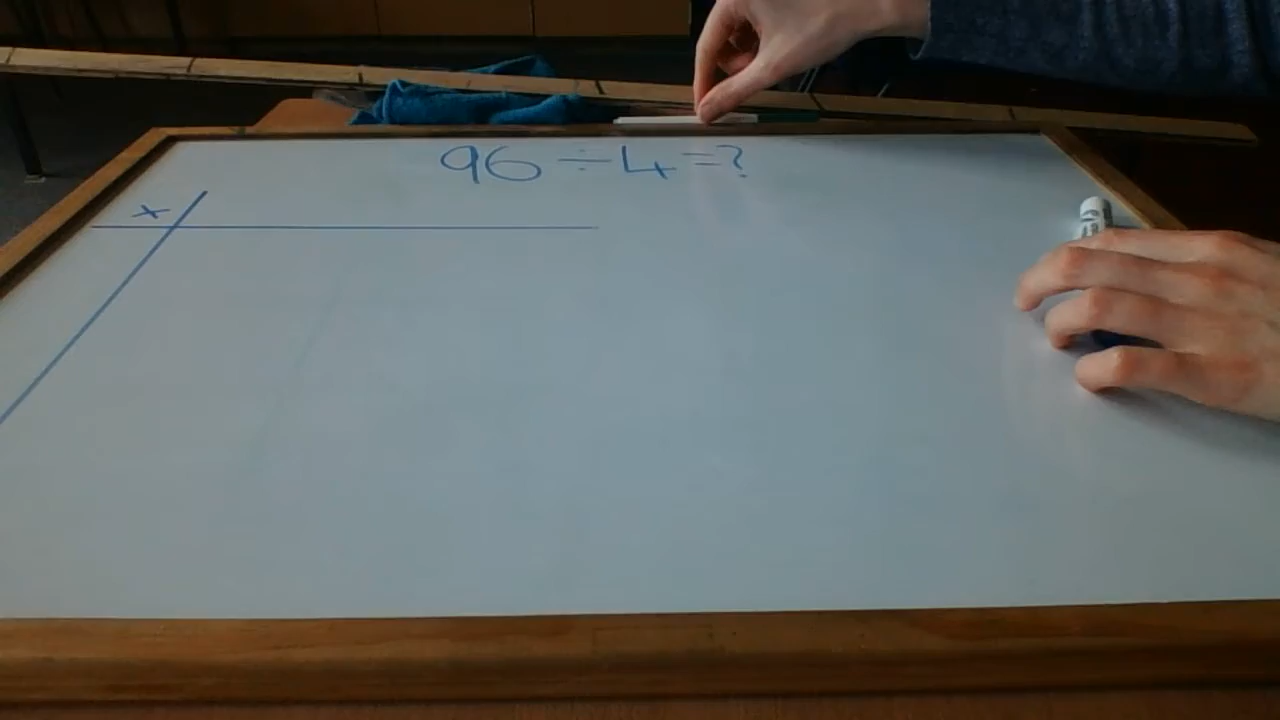 96 ÷ 4 = ?
×